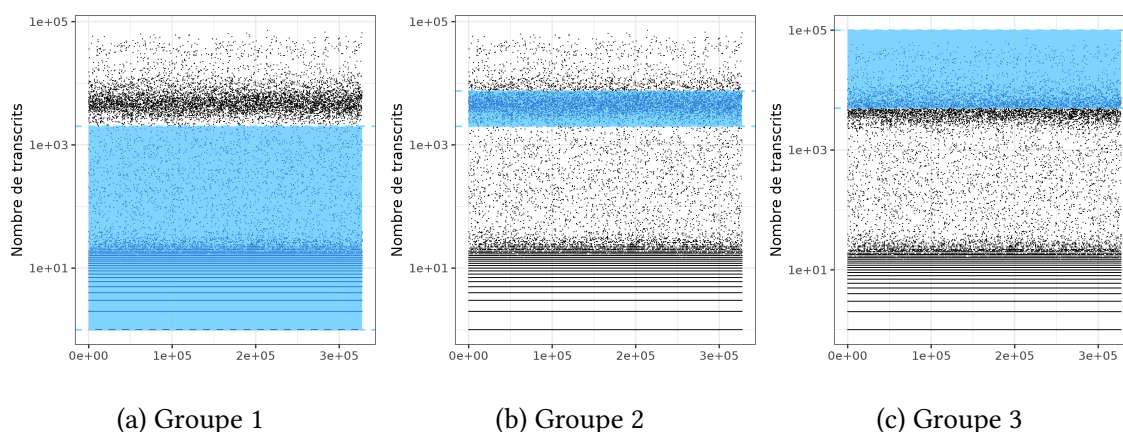 Nombre de transcrits
1e+05
1e+03
1e+01
0e+00 1e+05 2e+05 3e+05
(a) Groupe 1
Nombre de transcrits
1e+05
1e+03
1e+01
0e+00 1e+05 2e+05 3e+05
(b) Groupe 2
Nombre de transcrits
1e+05
1e+03
1e+01
0e+00 1e+05 2e+05 3e+05
(c) Groupe 3